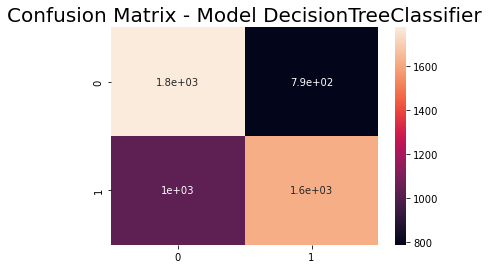 Confusion Matrix - Model DecisionTreeClassifier
0
1.8e+03
7.9e+02
1
1e+03
1.6e+03
0
1
1600
1400
1200
1000
800